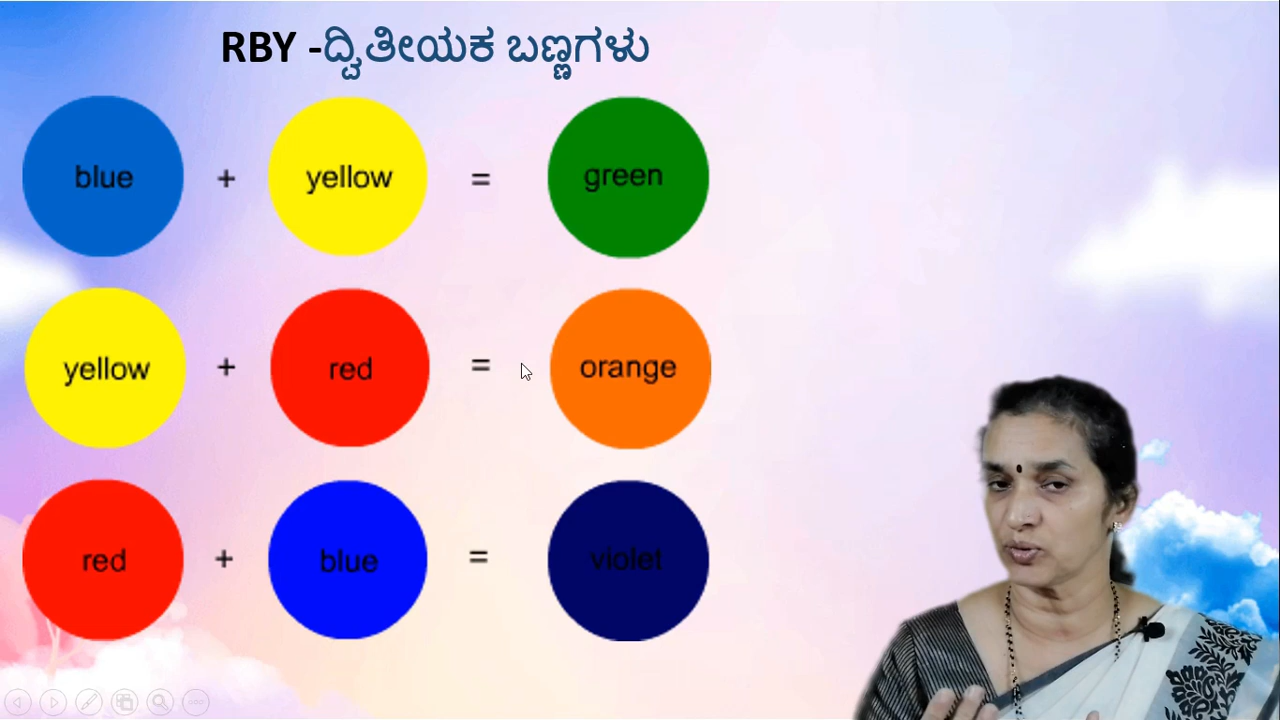 RBY -ದ್ವಿತೀಯಕ ಬಣ್ಣಗಳು
blue + yellow = green
yellow + red = orange
red + blue = violet